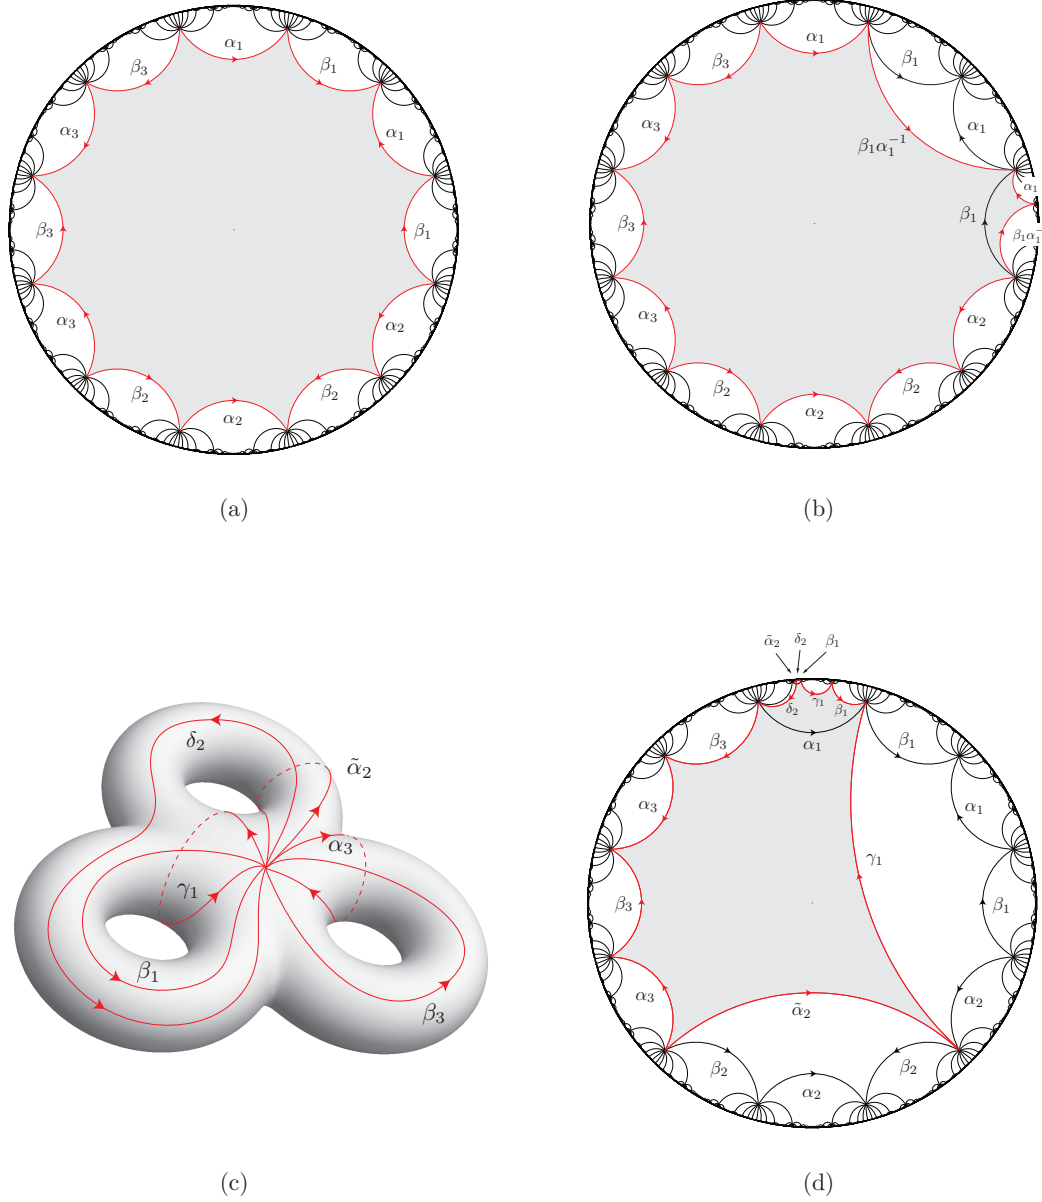 α₁
β₃
β₁
α₃
α₁
β₃
β₁
α₃
α₂
β₂
β₂
α₂
(a)
α₁
β₃
β₁
α₃
α₁
β₁α₁⁻¹
α₁
β₃
β₁
β₁α₁⁻
α₃
α₂
β₂
β₂
α₂
(b)
δ₂
α̃₂
α₃
γ₁
β₁
β₃
(c)
α̃₂ δ₂ β₁
δ₂ γ₁ β₁
β₃
α₁
β₁
α₃
α₁
γ₁
β₃
β₁
α₃
α₂
α̃₂
β₂
β₂
α₂
(d)